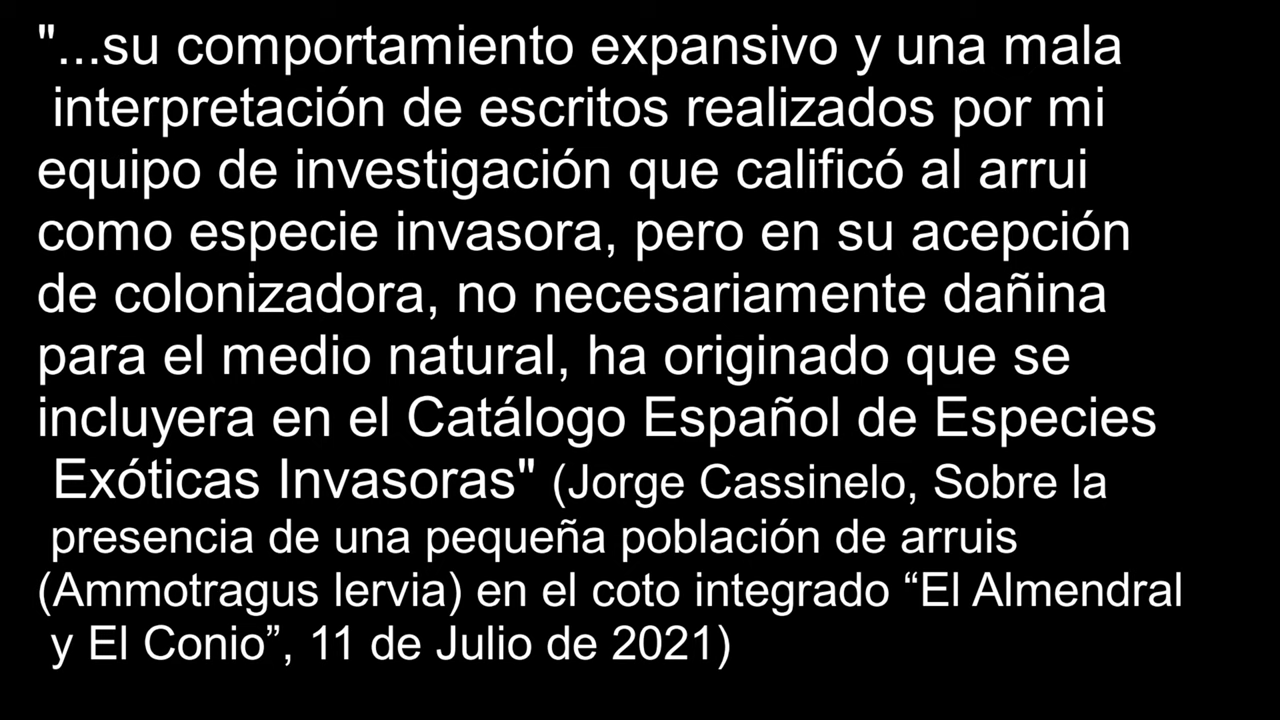 "...su comportamiento expansivo y una mala
interpretación de escritos realizados por mi
equipo de investigación que calificó al arrui
como especie invasora, pero en su acepción
de colonizadora, no necesariamente dañina
para el medio natural, ha originado que se
incluyera en el Catálogo Español de Especies
Exóticas Invasoras" (Jorge Cassinelo, Sobre la
presencia de una pequeña población de arruis
(Ammotragus lervia) en el coto integrado “El Almendral
y El Conio”, 11 de Julio de 2021)